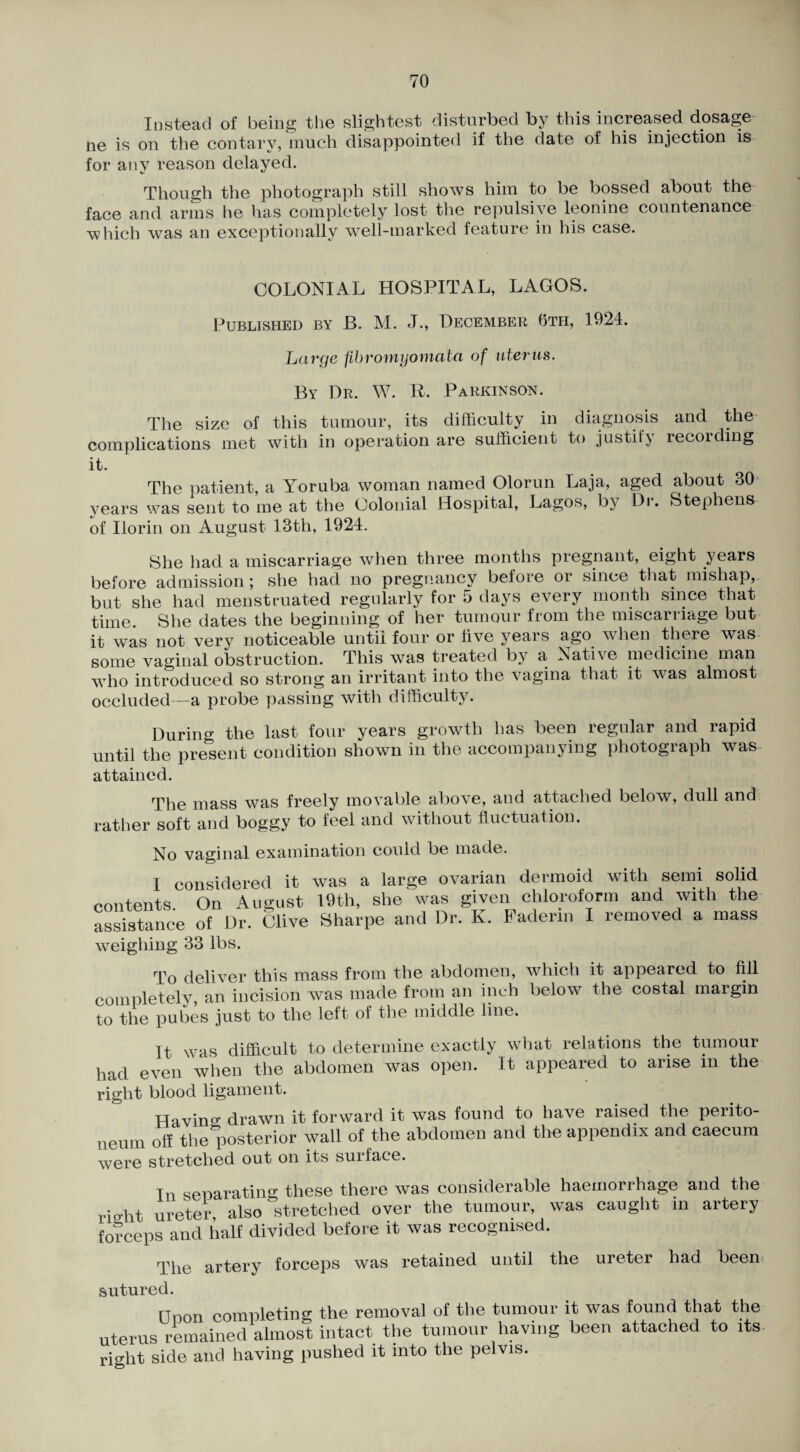 70
Instead of being the slightest disturbed by this increased dosage
ne is on the contary, much disappointed if the date of his injection is
for any reason delayed.
Though the photograph still shows him to be bossed about the
face and arms he has completely lost the repulsive leonine countenance
which was an exceptionally well-marked feature in his case.
COLONIAL HOSPITAL, LAGOS.
Published by B. M. J., December 6th, 1924.
Large fibromyomata of uterus.
By Dr. W. R. Parkinson.
The size of this tumour, its difficulty in diagnosis and the
complications met with in operation are sufficient to justify recording
it.
The patient, a Yoruba woman named Olorun Laja, aged about 30
years was sent to me at the Colonial Hospital, Lagos, by Dr. Stephens
of Ilorin on August 13th, 1924.
She had a miscarriage when three months pregnant, eight years
before admission; she had no pregnancy before or since that mishap,
but she had menstruated regularly for 5 days every month since that
time. She dates the beginning of her tumour from the miscarriage but
it was not very noticeable until four or five years ago when there was
some vaginal obstruction. This was treated by a Native medicine man
who introduced so strong an irritant into the vagina that it was almost
occluded—a probe passing with difficulty.
During the last four years growth has been regular and rapid
until the present condition shown in the accompanying photograph was
attained.
The mass was freely movable above, and attached below, dull and
rather soft and boggy to feel and without fluctuation.
No vaginal examination could be made.
I considered it was a large ovarian dermoid with semi solid
contents. On August 19th, she was given chloroform and with the
assistance of Dr. Clive Sharpe and Dr. K. Faderin I removed a mass
weighing 33 lbs.
To deliver this mass from the abdomen, which it appeared to fill
completely, an incision was made from an inch below the costal margin
to the pubes just to the left of the middle line.
It was difficult to determine exactly what relations the tumour
had even when the abdomen was open. It appeared to arise in the
right blood ligament.
Having drawn it forward it was found to have raised the perito-
neum off the posterior wall of the abdomen and the appendix and caecum
were stretched out on its surface.
In separating these there was considerable haemorrhage and the
right ureter, also stretched over the tumour, was caught in artery
forceps and half divided before it was recognised.
The artery forceps was retained until the ureter had been
sutured.
Upon completing the removal of the tumour it was found that the
uterus remained almost intact the tumour having been attached to its
right side and having pushed it into the pelvis.